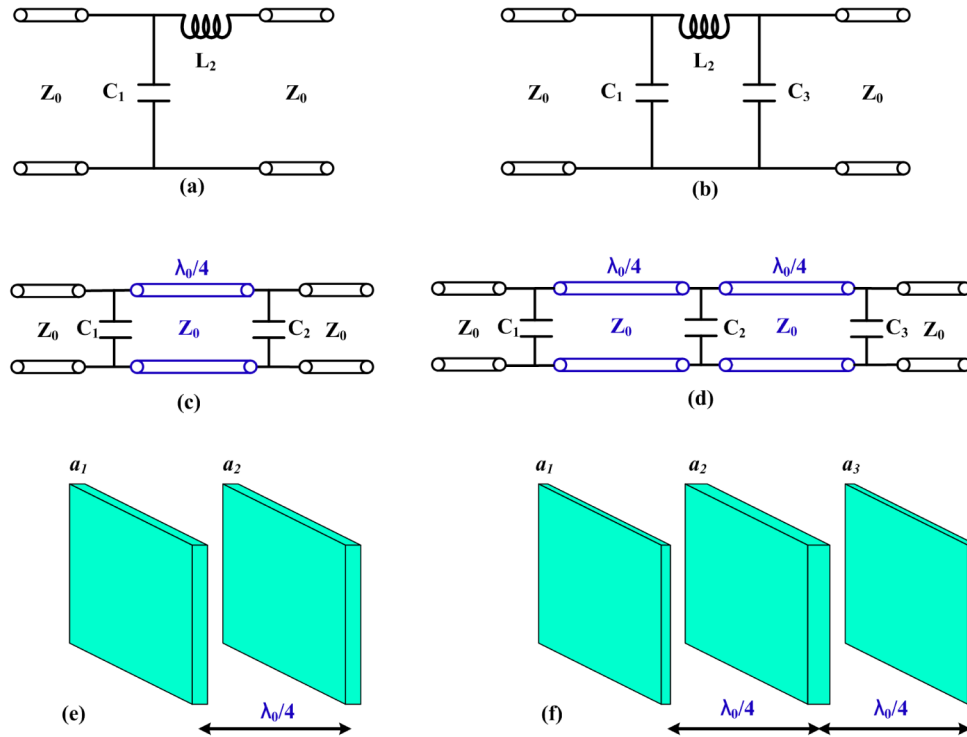 L₂
Z₀ C₁ Z₀
(a)
L₂
Z₀ C₁ C₃ Z₀
(b)
λ₀/4
Z₀ C₁ Z₀ C₂ Z₀
(c)
λ₀/4 λ₀/4
Z₀ C₁ Z₀ C₂ Z₀ C₃ Z₀
(d)
a₁ a₂
(e) λ₀/4
a₁ a₂ a₃
(f) λ₀/4 λ₀/4